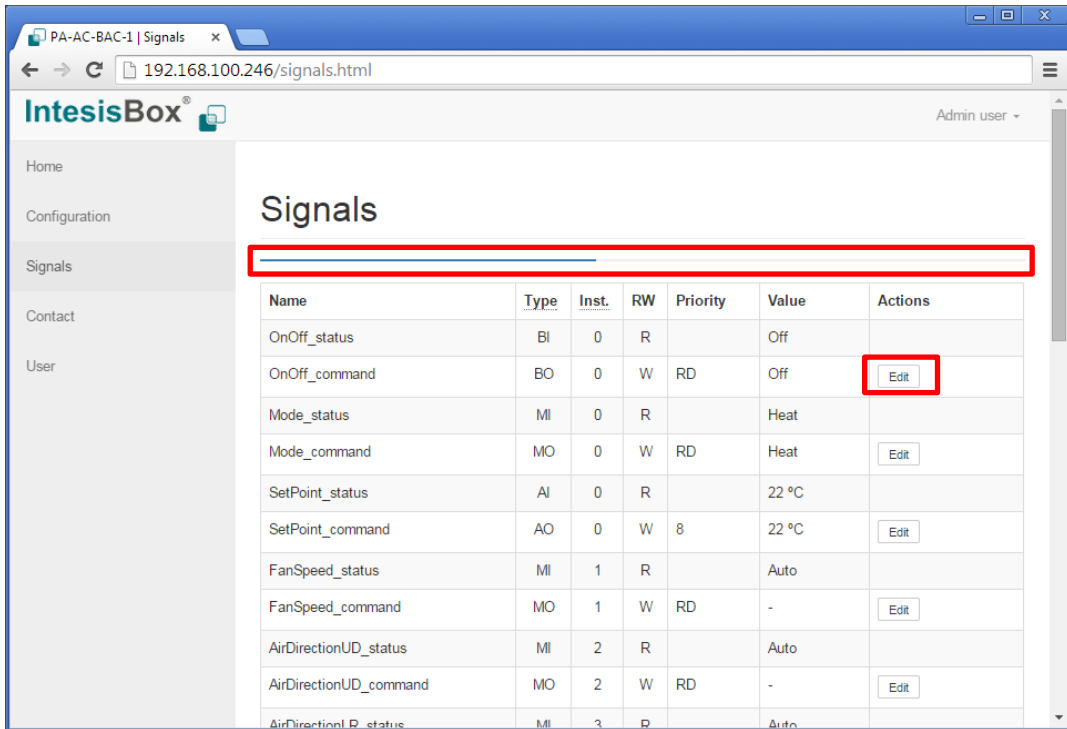 PA-AC-BAC-1 | Signals
192.168.100.246/signals.html
IntesisBox®
Admin user
Home
Configuration
Signals
Contact
User
Signals
Name Type Inst. RW Priority Value Actions
OnOff_status BI 0 R Off
OnOff_command BO 0 W RD Off Edit
Mode_status MI 0 R Heat
Mode_command MO 0 W RD Heat Edit
SetPoint_status AI 0 R 22 ºC
SetPoint_command AO 0 W 8 22 ºC Edit
FanSpeed_status MI 1 R Auto
FanSpeed_command MO 1 W RD - Edit
AirDirectionUD_status MI 2 R Auto
AirDirectionUD_command MO 2 W RD - Edit
AirDirectionLR_status MI 3 R Auto